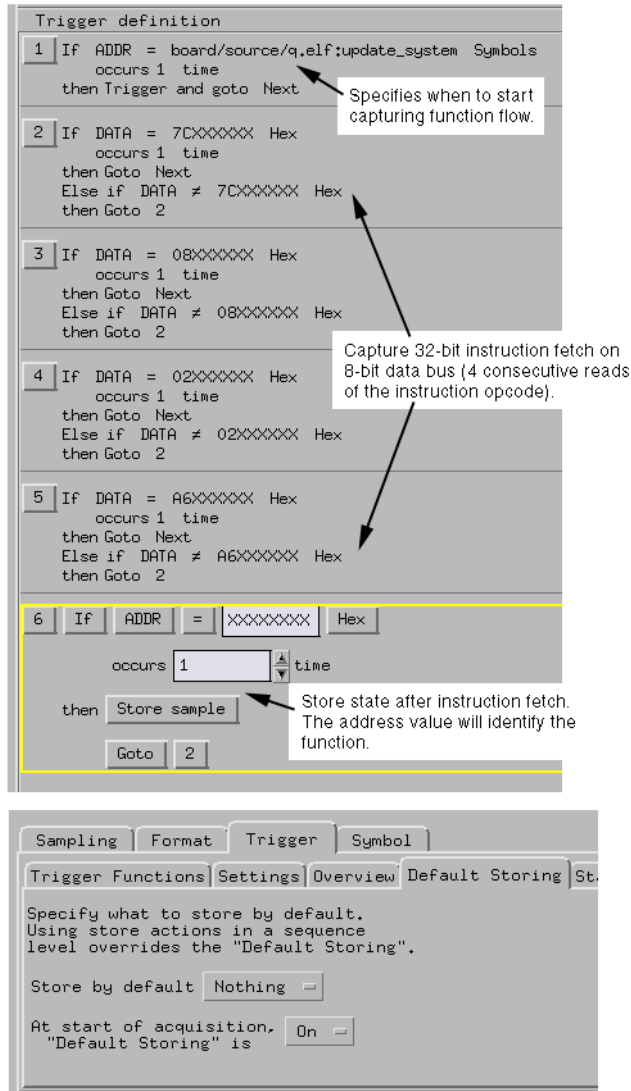 Trigger definition
1 If ADDR = board/source/q.elf:update_system Symbols
occurs 1 time
then Trigger and goto Next
Specifies when to start
capturing function flow.
2 If DATA = 7CXXXXXX Hex
occurs 1 time
then Goto Next
Else if DATA ≠ 7CXXXXXX Hex
then Goto 2
3 If DATA = 08XXXXXX Hex
occurs 1 time
then Goto Next
Else if DATA ≠ 08XXXXXX Hex
then Goto 2
Capture 32-bit instruction fetch on
8-bit data bus (4 consecutive reads
of the instruction opcode).
4 If DATA = 02XXXXXX Hex
occurs 1 time
then Goto Next
Else if DATA ≠ 02XXXXXX Hex
then Goto 2
5 If DATA = A6XXXXXX Hex
occurs 1 time
then Goto Next
Else if DATA ≠ A6XXXXXX Hex
then Goto 2
6 If ADDR = XXXXXXXX Hex
occurs 1 time
then Store sample
Goto 2
Store state after instruction fetch.
The address value will identify the
function.
Sampling Format Trigger Symbol
Trigger Functions Settings Overview Default Storing St.
Specify what to store by default.
Using store actions in a sequence
level overrides the "Default Storing".
Store by default Nothing
At start of acquisition,
"Default Storing" is On